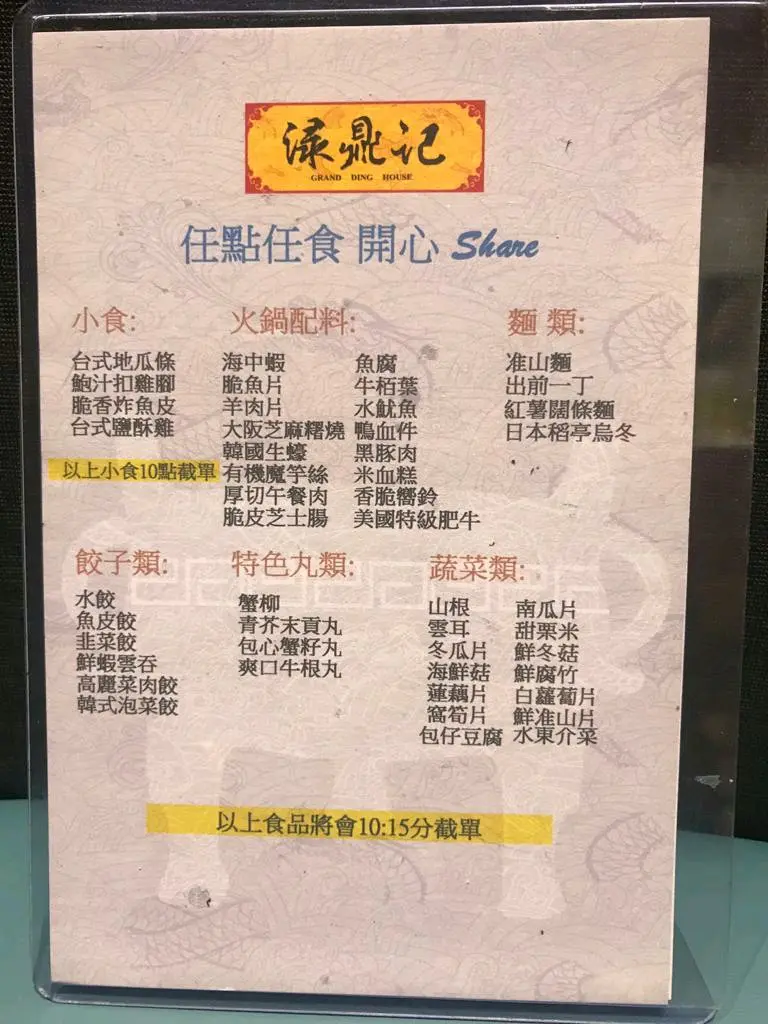 渌鼎记
GRAND DING HOUSE
任點任食 開心 Share
小食:
台式地瓜條
鮑汁扣雞腳
脆香炸魚皮
台式鹽酥雞
以上小食10點截單
火鍋配料:
海中蝦
脆魚片
羊肉片
大阪芝麻糬燒
韓國生蠔
有機魔竽絲
厚切午餐肉
脆皮芝士腸
魚腐
牛栢葉
水魷魚
鴨血件
黑豚肉
米血糕
香脆響鈴
美國特級肥牛
麵 類:
准山麵
出前一丁
紅薯闊條麵
日本稻亭烏冬
餃子類:
水餃
魚皮餃
韭菜餃
鮮蝦雲吞
高麗菜肉餃
韓式泡菜餃
特色丸類:
蟹柳
青芥末貢丸
包心蟹籽丸
爽口牛根丸
蔬菜類:
山根
雲耳
冬瓜片
海鮮菇
蓮藕片
窩筍片
包仔豆腐
南瓜片
甜粟米
鮮冬菇
鮮腐竹
白蘿蔔片
鮮准山片
水東介菜
以上食品將會10:15分截單